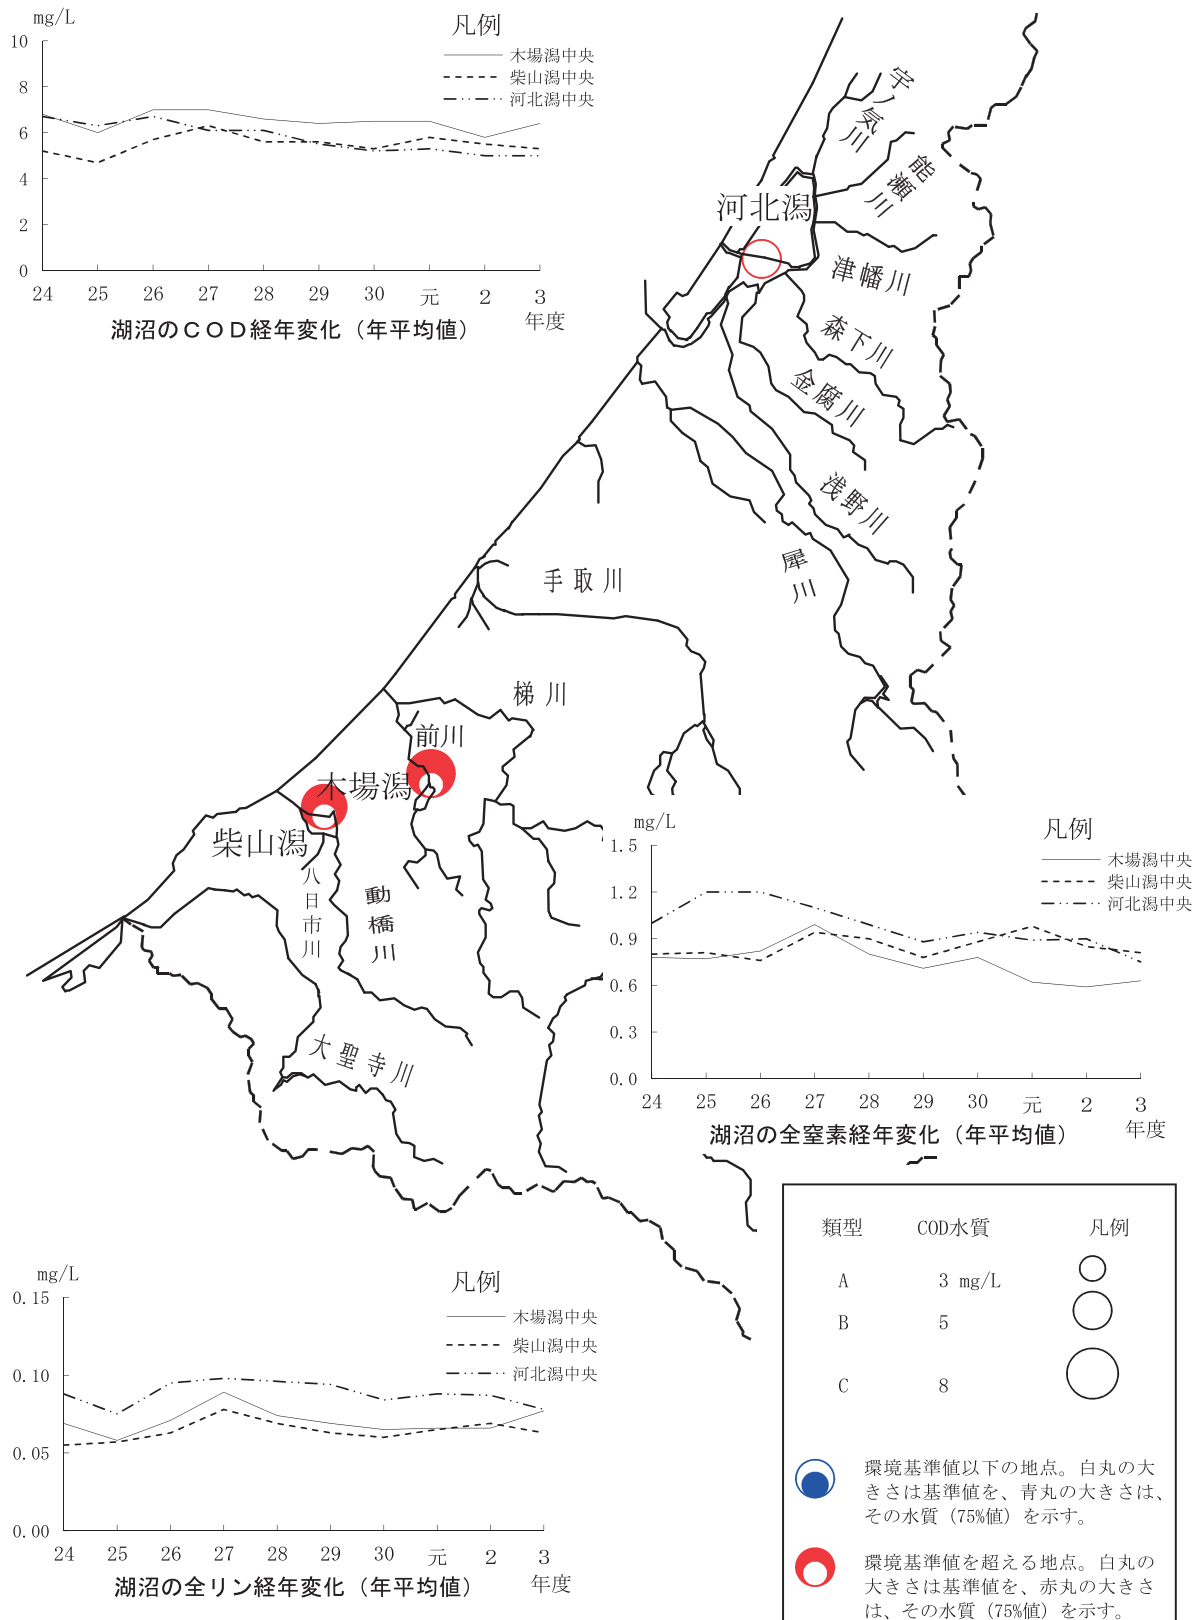 mg/L
凡例
木場潟中央
柴山潟中央
河北潟中央
10
8
6
4
2
0
24 25 26 27 28 29 30 元 2 3
年度
湖沼のCOD経年変化（年平均値）
宇ノ気川
能瀬川
河北潟
津幡川
森下川
金腐川
浅野川
犀川
手取川
梯川
前川
木場潟
柴山潟
八日市川
動橋川
大聖寺川
mg/L
凡例
木場潟中央
柴山潟中央
河北潟中央
1.5
1.2
0.9
0.6
0.3
0.0
24 25 26 27 28 29 30 元 2 3
年度
湖沼の全窒素経年変化（年平均値）
mg/L
凡例
木場潟中央
柴山潟中央
河北潟中央
0.15
0.10
0.05
0.00
24 25 26 27 28 29 30 元 2 3
年度
湖沼の全リン経年変化（年平均値）
類型 COD水質 凡例
A 3 mg/L
B 5
C 8
環境基準値以下の地点。白丸の大
きさは基準値を、青丸の大きさは、
その水質（75%値）を示す。
環境基準値を超える地点。白丸の
大きさは基準値を、赤丸の大きさ
は、その水質（75%値）を示す。